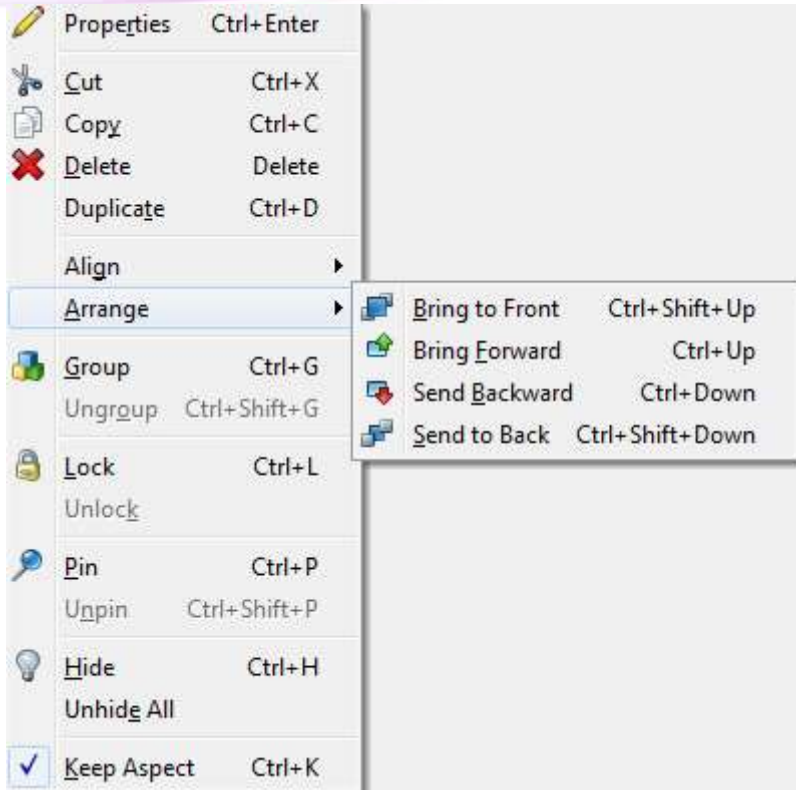 Properties Ctrl+Enter
Cut Ctrl+X
Copy Ctrl+C
Delete Delete
Duplicate Ctrl+D
Align
Arrange
Bring to Front Ctrl+Shift+Up
Bring Forward Ctrl+Up
Send Backward Ctrl+Down
Send to Back Ctrl+Shift+Down
Group Ctrl+G
Ungroup Ctrl+Shift+G
Lock Ctrl+L
Unlock
Pin Ctrl+P
Unpin Ctrl+Shift+P
Hide Ctrl+H
Unhide All
Keep Aspect Ctrl+K